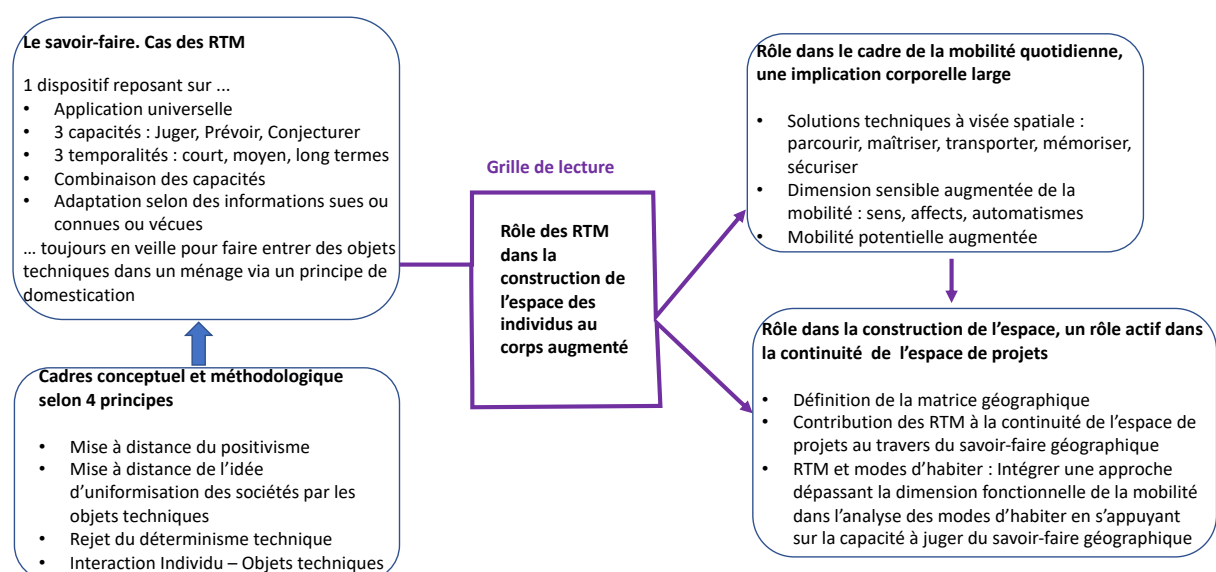 Le savoir-faire. Cas des RTM
1 dispositif reposant sur ...
• Application universelle
• 3 capacités : Juger, Prévoir, Conjecturer
• 3 temporalités : court, moyen, long termes
• Combinaison des capacités
• Adaptation selon des informations sues ou
connues ou vécues
... toujours en veille pour faire entrer des objets
techniques dans un ménage via un principe de
domestication
Cadres conceptuel et méthodologique
selon 4 principes
• Mise à distance du positivisme
• Mise à distance de l’idée
d’uniformisation des sociétés par les
objets techniques
• Rejet du déterminisme technique
• Interaction Individu – Objets techniques
Grille de lecture
Rôle des RTM
dans la
construction de
l’espace des
individus au
corps augmenté
Rôle dans le cadre de la mobilité quotidienne,
une implication corporelle large
• Solutions techniques à visée spatiale :
parcourir, maîtriser, transporter, mémoriser,
sécuriser
• Dimension sensible augmentée de la
mobilité : sens, affects, automatismes
• Mobilité potentielle augmentée
Rôle dans la construction de l’espace, un rôle actif dans
la continuité de l’espace de projets
• Définition de la matrice géographique
• Contribution des RTM à la continuité de l’espace de
projets au travers du savoir-faire géographique
• RTM et modes d’habiter : Intégrer une approche
dépassant la dimension fonctionnelle de la mobilité
dans l’analyse des modes d’habiter en s’appuyant
sur la capacité à juger du savoir-faire géographique